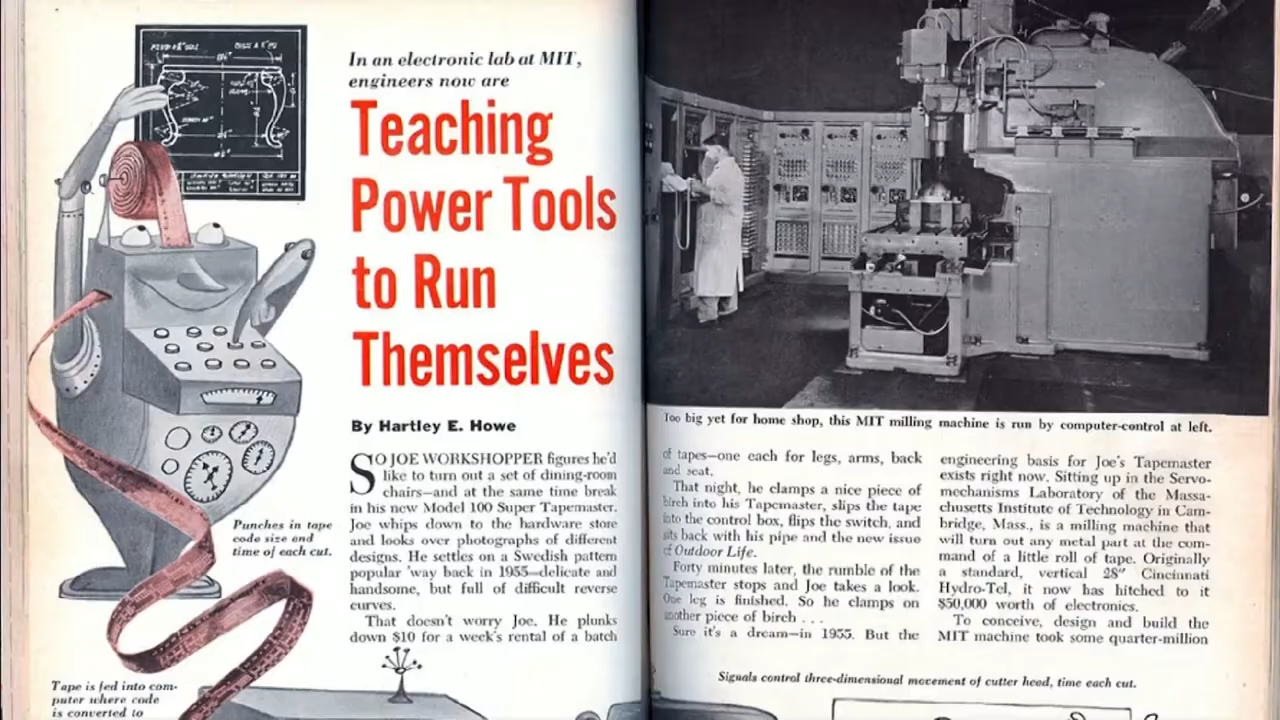 In an electronic lab at MIT,
engineers now are
Teaching
Power Tools
to Run
Themselves
By Hartley E. Howe
SO JOE WORKSHOPPER figures he'd
like to turn out a set of dining-room
chairs—and at the same time break
in his new Model 100 Super Tapemaster.
Joe whips down to the hardware store
and looks over photographs of different
designs. He settles on a Swedish pattern
popular 'way back in 1955—delicate and
handsome, but full of difficult reverse
curves.
That doesn't worry Joe. He plunks
down $10 for a week's rental of a batch
Punches in tape
code size and
time of each cut.
Tape is fed into com-
puter where code
is converted to
Too big yet for home shop, this MIT milling machine is run by computer-control at left.
of tapes—one each for legs, arms, back
and seat.
That night, he clamps a nice piece of
birch into his Tapemaster, slips the tape
into the control box, flips the switch, and
sits back with his pipe and the new issue
of Outdoor Life.
Forty minutes later, the rumble of the
Tapemaster stops and Joe takes a look.
One leg is finished. So he clamps on
another piece of birch . . .
Sure it's a dream—in 1955. But the
engineering basis for Joe's Tapemaster
exists right now. Sitting up in the Servo-
mechanisms Laboratory of the Massa-
chusetts Institute of Technology in Cam-
bridge, Mass., is a milling machine that
will turn out any metal part at the com-
mand of a little roll of tape. Originally
a standard, vertical 28" Cincinnati
Hydro-Tel, it now has hitched to it
$50,000 worth of electronics.
To conceive, design and build the
MIT machine took some quarter-million
Signals control three-dimensional movement of cutter head, time each cut.